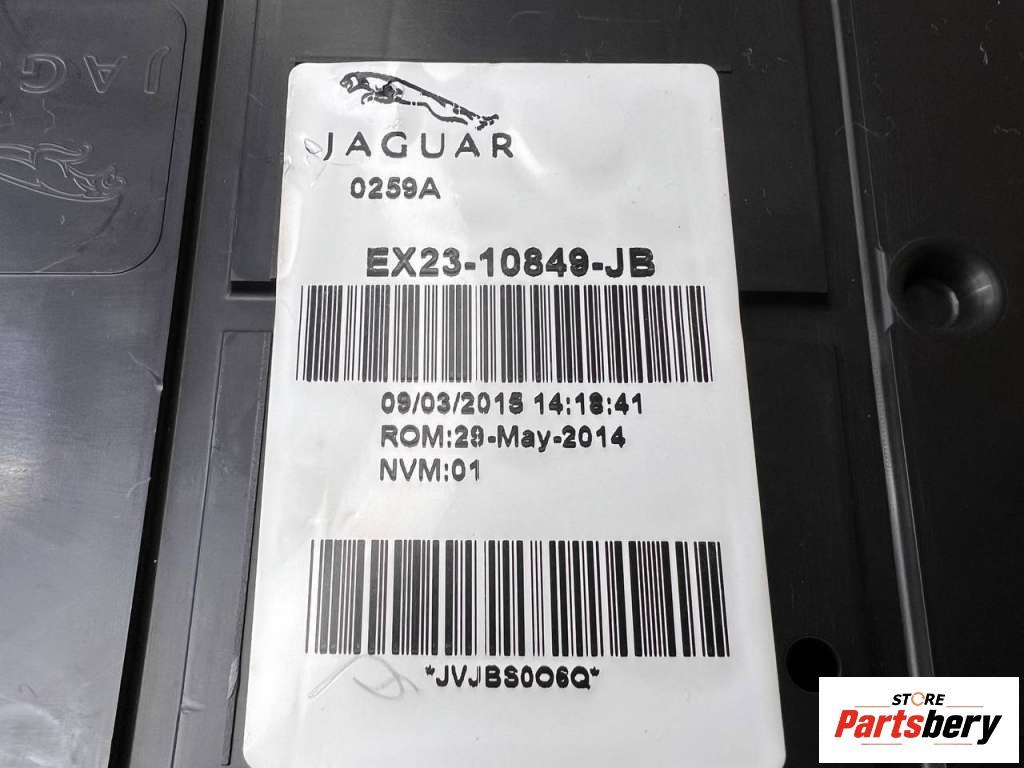 JAGUAR
JAGUAR
0259A
EX23-10849-JB
09/03/2015 14:18:41
ROM:29-May-2014
NVM:01
*JVJBS0O6Q*
STORE
Partsbery